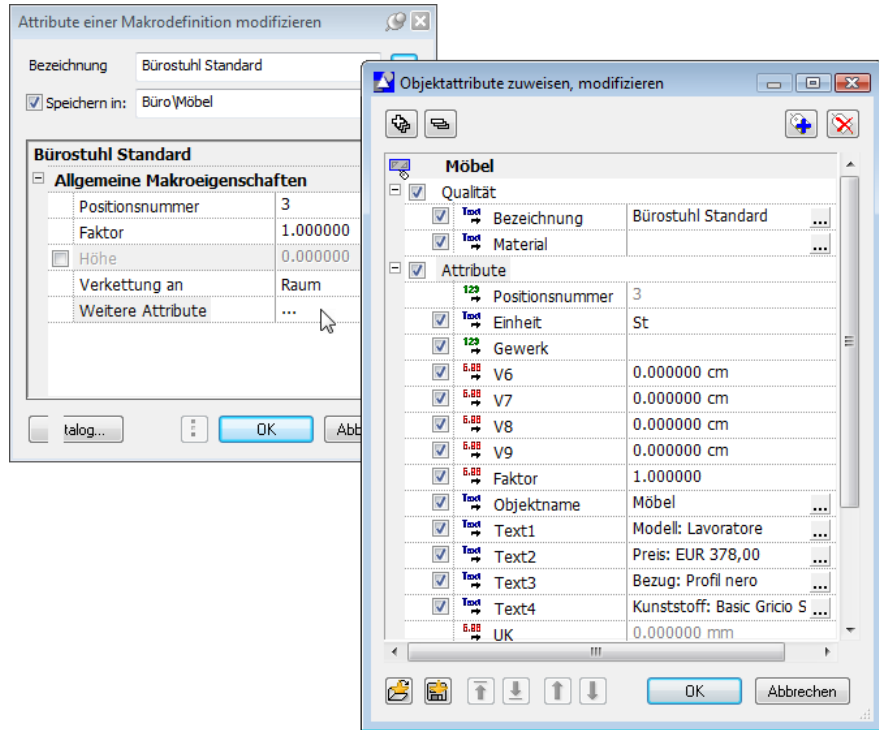 Attribute einer Makrodefinition modifizieren
Bezeichnung Bürostuhl Standard
Speichern in: Büro\Möbel
Bürostuhl Standard
Allgemeine Makroeigenschaften
Positionsnummer 3
Faktor 1.000000
Höhe 0.000000
Verkettung an Raum
Weitere Attribute ...
talog... OK Abb
Objektattribute zuweisen, modifizieren
Möbel
Qualität
Text Bezeichnung Bürostuhl Standard ...
Text Material ...
Attribute
123 Positionsnummer 3
Text Einheit St
123 Gewerk
6.88 V6 0.000000 cm
6.88 V7 0.000000 cm
6.88 V8 0.000000 cm
6.88 V9 0.000000 cm
6.88 Faktor 1.000000
Text Objektname Möbel ...
Text Text1 Modell: Lavoratore ...
Text Text2 Preis: EUR 378,00 ...
Text Text3 Bezug: Profil nero ...
Text Text4 Kunststoff: Basic Gricio S ...
6.88 UK 0.000000 mm
OK Abbrechen